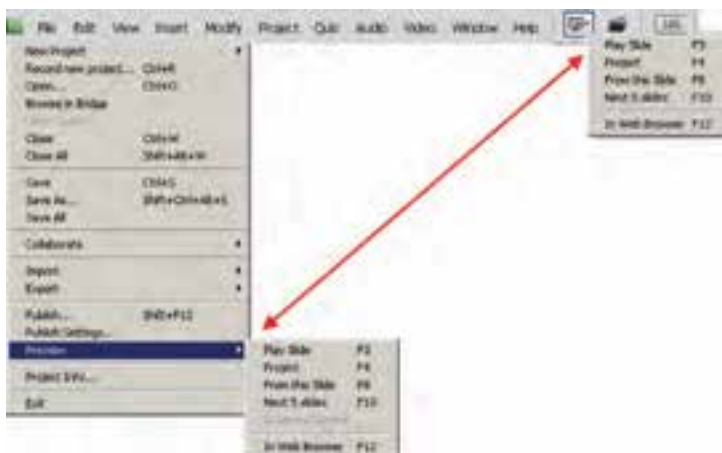 File Edit View Insert Modify Project Quiz Audio Video Window Help
New Project
Record new project... Ctrl+R
Open... Ctrl+O
Browse in Bridge
Close Ctrl+W
Close All Shift+Alt+W
Save Ctrl+S
Save As... Shift+Ctrl+Alt+S
Save All
Collaborate
Import
Export
Publish... Shift+F12
Publish Settings...
Preview
Project Info...
Exit
Play Slide F3
Project F4
From this Slide F8
Next 5 slides F10
In Web Browser F12
Play Slide F3
Project F4
From this Slide F8
Next 5 slides F10
In Web Browser F12